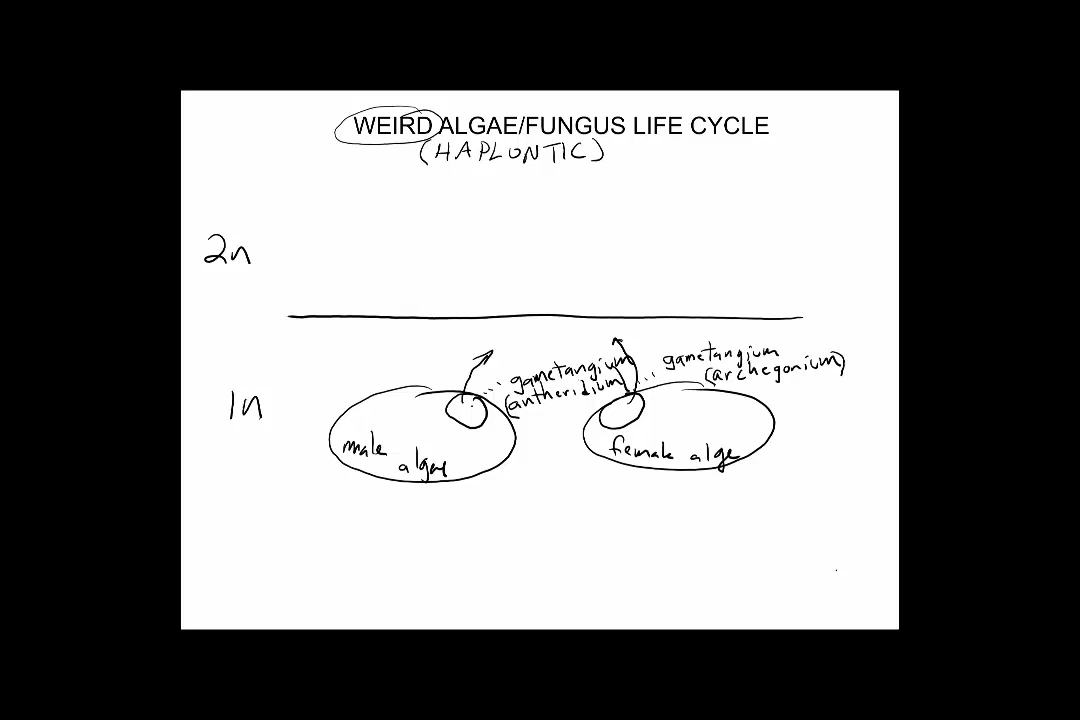 WEIRD ALGAE/FUNGUS LIFE CYCLE
(HAPLONTIC)
2n
1n
gametangium
(antheridium)
gametangium
(archegonium)
male
algae
female alge